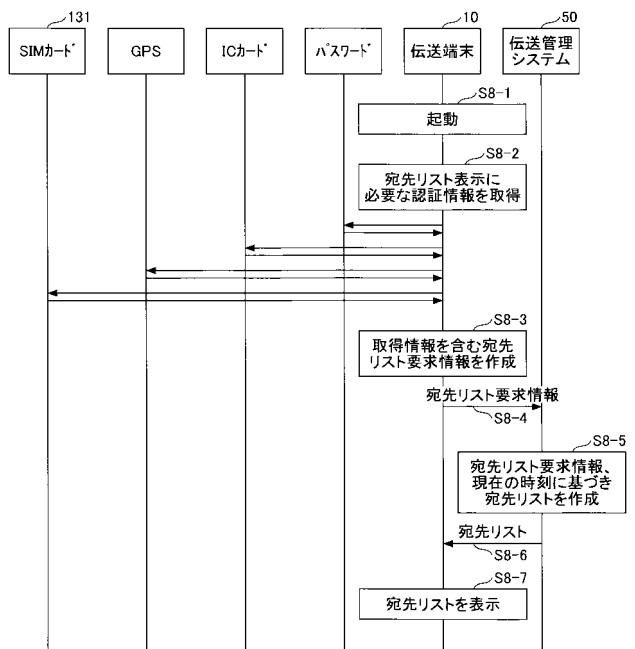 131
10
50
SIMカード
GPS
ICカード
パスワード
伝送端末
伝送管理
システム
S8-1
起動
S8-2
宛先リスト表示に
必要な認証情報を取得
S8-3
取得情報を含む宛先
リスト要求情報を作成
宛先リスト要求情報
S8-4
S8-5
宛先リスト要求情報、
現在の時刻に基づき
宛先リストを作成
宛先リスト
S8-6
S8-7
宛先リストを表示